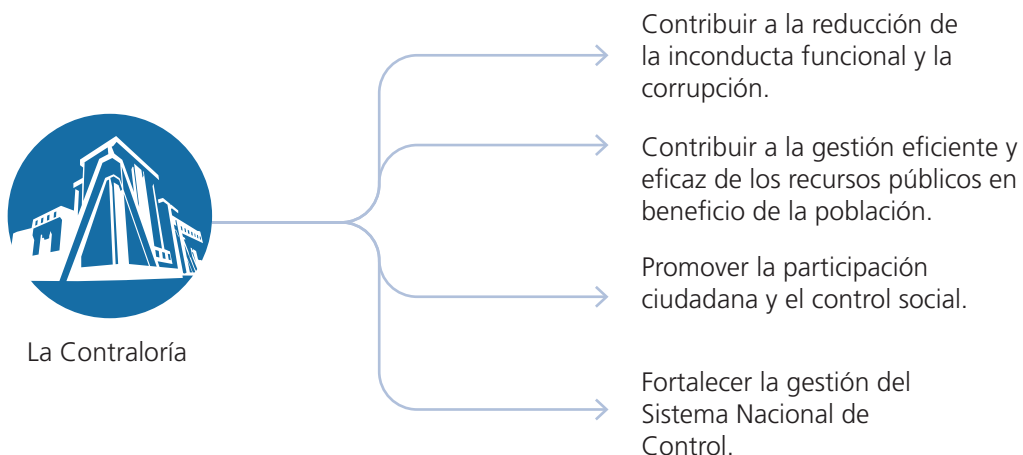 Contribuir a la reducción de
la inconducta funcional y la
corrupción.
Contribuir a la gestión eficiente y
eficaz de los recursos públicos en
beneficio de la población.
Promover la participación
ciudadana y el control social.
La Contraloría
Fortalecer la gestión del
Sistema Nacional de
Control.